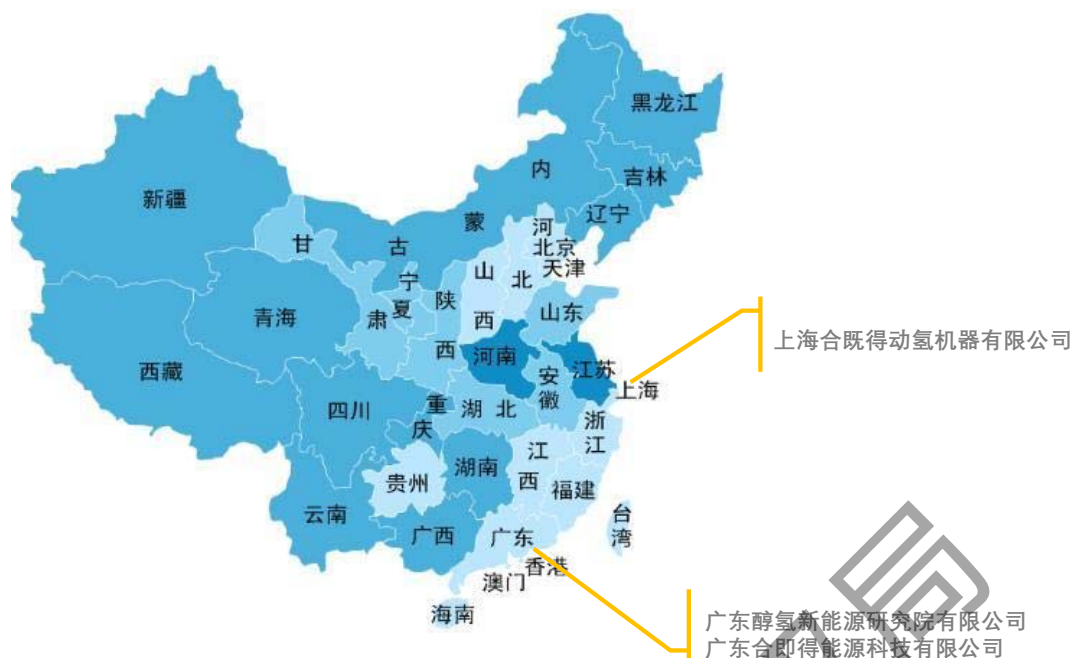 黑龙江
内
吉林
新疆
辽宁
蒙
河
甘
古
北京
山
天津
宁
北
陕
青海
肃
夏
山东
西
上海合既得动氢机器有限公司
西
河南
江苏
西藏
安
徽
上海
四川
重
湖
北
庆
浙
江
江
湖南
贵州
西
福建
云南
广西
广东
台
湾
香港
澳门
海南
广东醇氢新能源研究院有限公司
广东合即得能源科技有限公司
司